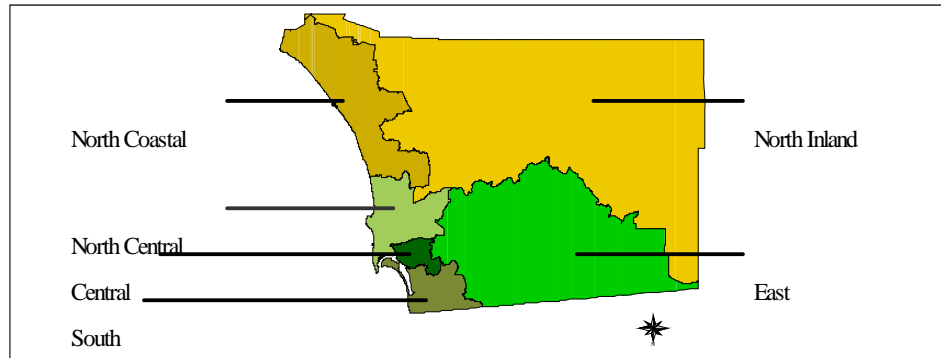 North Coastal
North Inland
North Central
Central
East
South